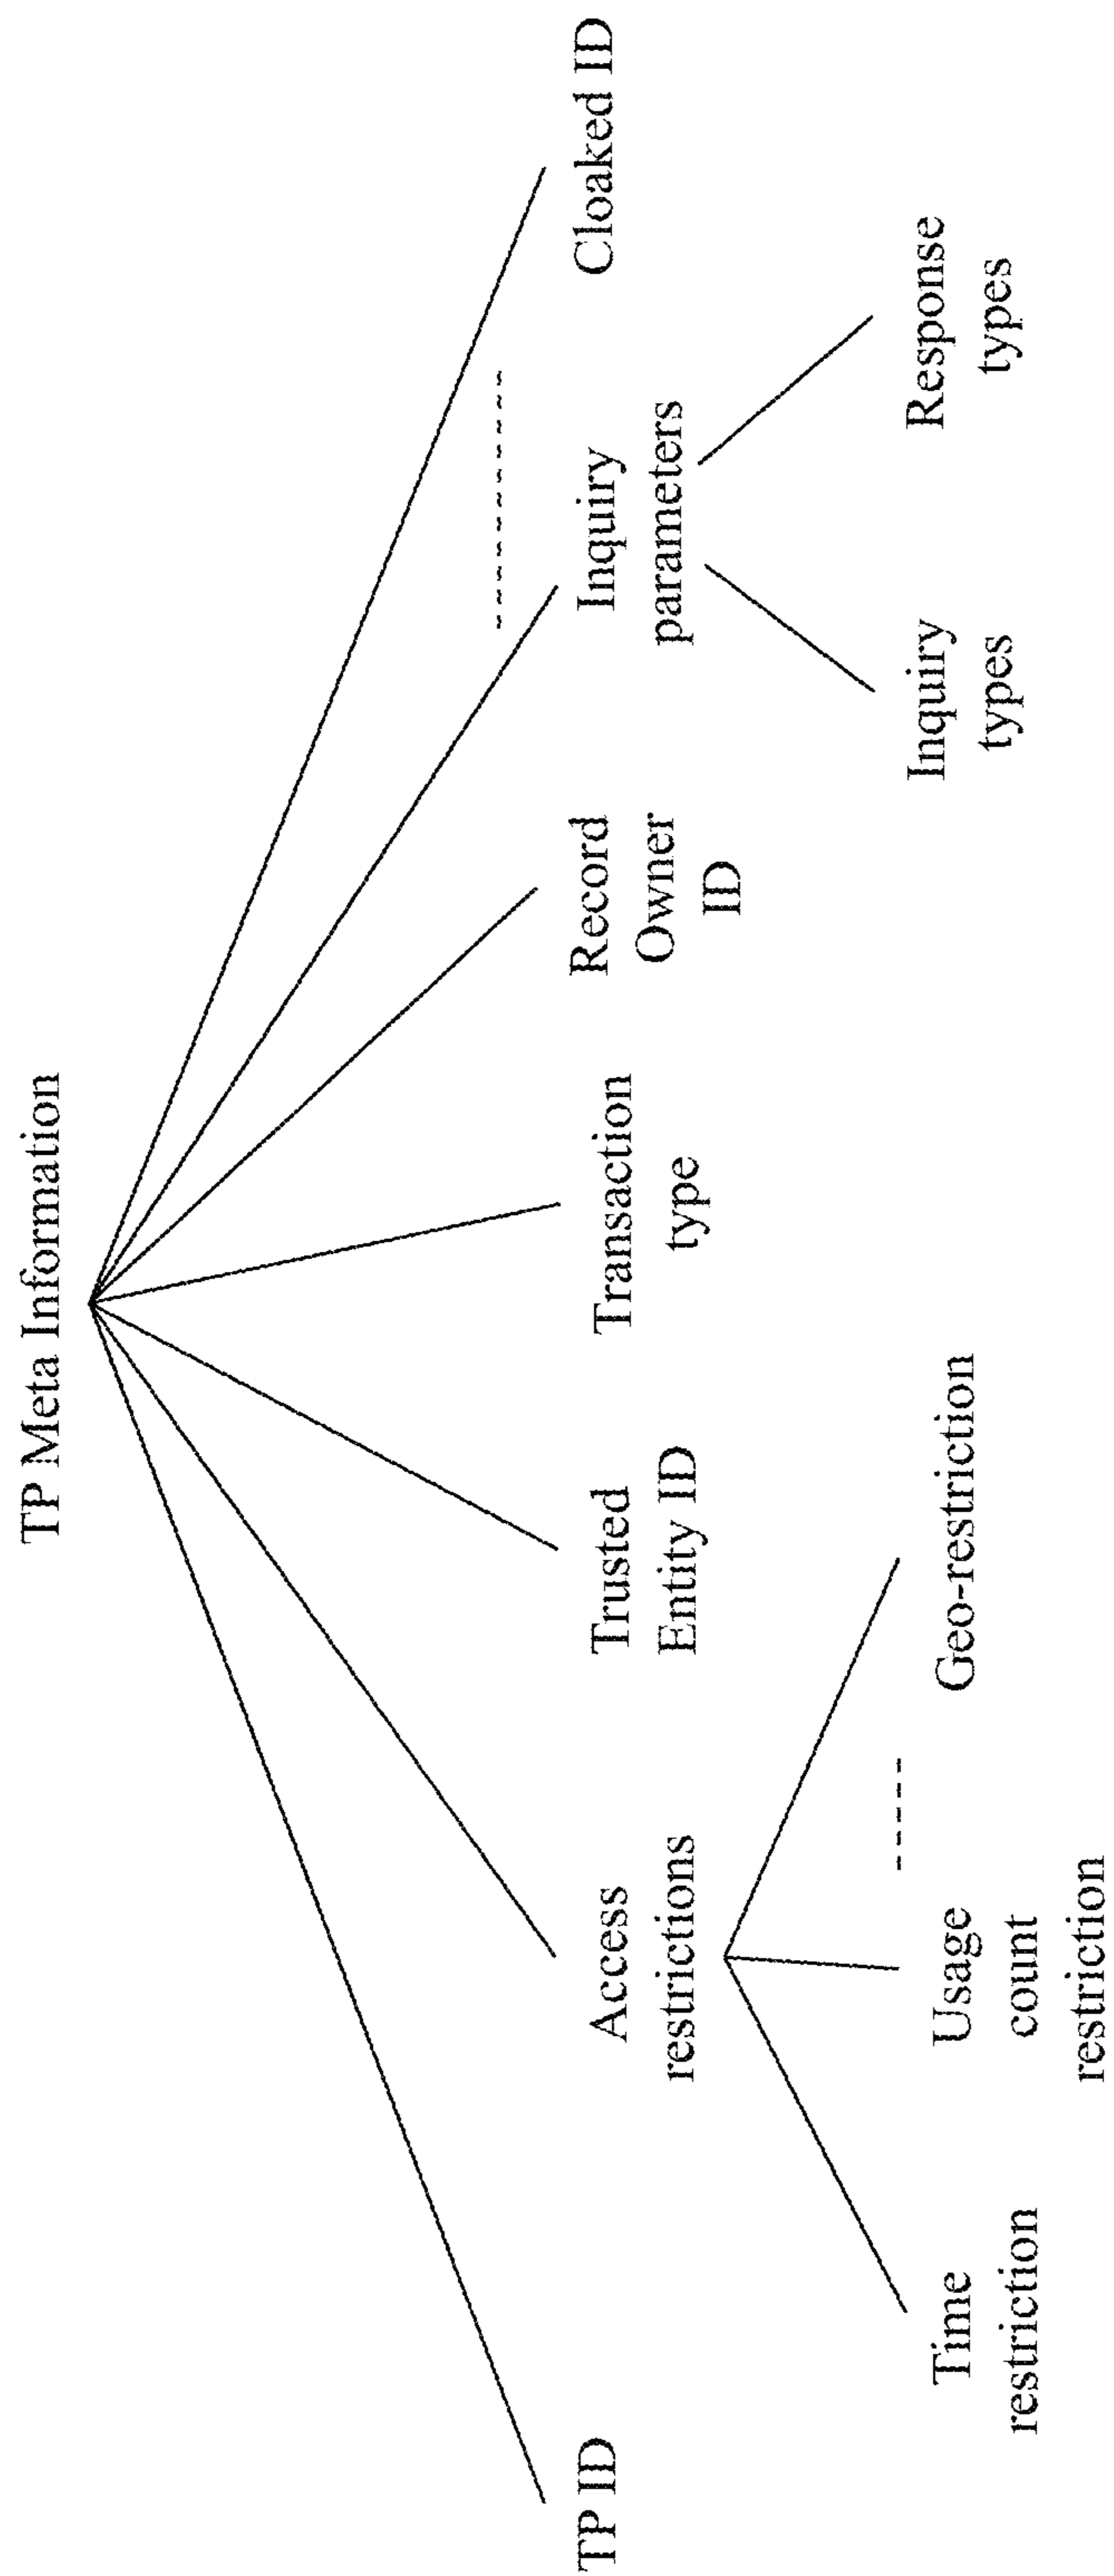 TP Meta Information
TP ID
Access
restrictions
Trusted
Entity ID
Transaction
type
Record
Owner
ID
Inquiry
parameters
Cloaked ID
Time
restriction
Usage
count
restriction
Geo-restriction
Inquiry
types
Response
types